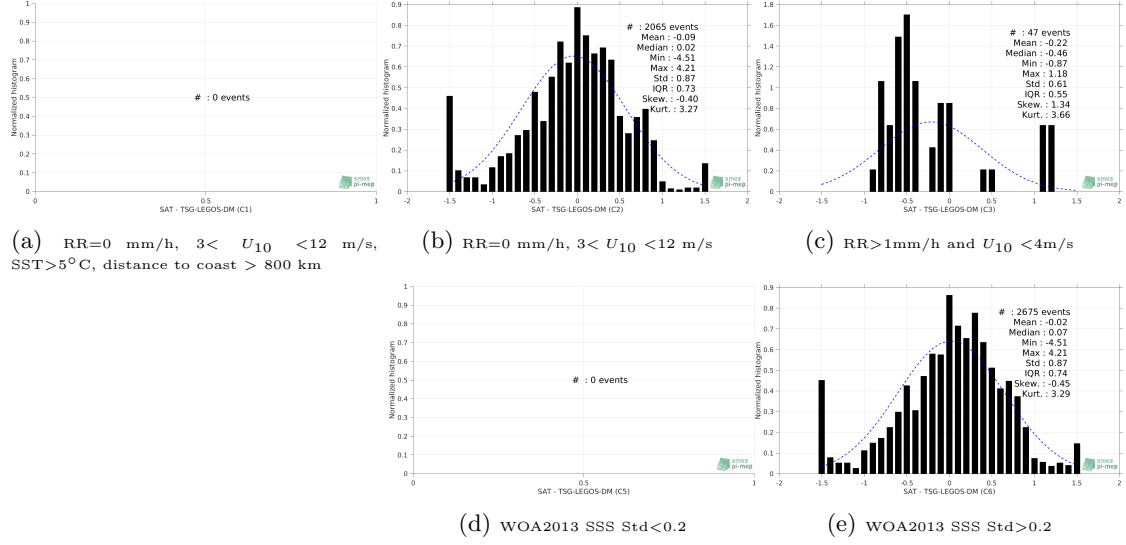 1
0.9
0.8
0.7
0.6
0.5
0.4
0.3
0.2
0.1
0
0 0.5 1
Normalized histogram
# : 0 events
smos
pi-mep
SAT - TSG-LEGOS-DM (C1)
0.9
0.8
0.7
0.6
0.5
0.4
0.3
0.2
0.1
0
-2 -1.5 -1 -0.5 0 0.5 1 1.5 2
Normalized histogram
# : 2065 events
Mean : -0.09
Median : 0.02
Min : -4.51
Max : 4.21
Std : 0.87
IQR : 0.73
Skew. : -0.40
Kurt. : 3.27
smos
pi-mep
SAT - TSG-LEGOS-DM (C2)
1.8
1.6
1.4
1.2
1
0.8
0.6
0.4
0.2
0
-2 -1.5 -1 -0.5 0 0.5 1 1.5 2
Normalized histogram
# : 47 events
Mean : -0.22
Median : -0.46
Min : -0.87
Max : 1.18
Std : 0.61
IQR : 0.55
Skew. : 1.34
Kurt. : 3.66
smos
pi-mep
SAT - TSG-LEGOS-DM (C3)
(a) RR=0 mm/h, 3< U10 <12 m/s,
SST>5°C, distance to coast > 800 km
(b) RR=0 mm/h, 3< U10 <12 m/s
(c) RR>1mm/h and U10 <4m/s
1
0.9
0.8
0.7
0.6
0.5
0.4
0.3
0.2
0.1
0
0 0.5 1
Normalized histogram
# : 0 events
smos
pi-mep
SAT - TSG-LEGOS-DM (C5)
0.9
0.8
0.7
0.6
0.5
0.4
0.3
0.2
0.1
0
-2 -1.5 -1 -0.5 0 0.5 1 1.5 2
Normalized histogram
# : 2675 events
Mean : -0.02
Median : 0.07
Min : -4.51
Max : 4.21
Std : 0.87
IQR : 0.74
Skew. : -0.45
Kurt. : 3.29
smos
pi-mep
SAT - TSG-LEGOS-DM (C6)
(d) WOA2013 SSS Std<0.2
(e) WOA2013 SSS Std>0.2